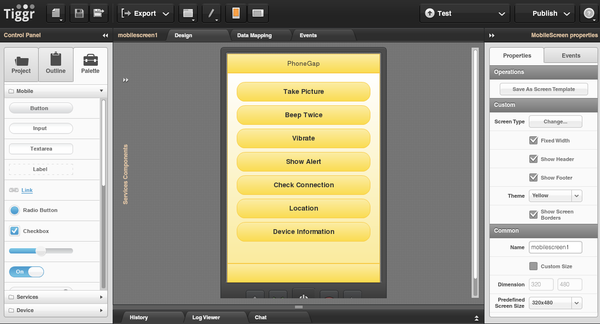 Tiggr
Export
Test
Publish
Control Panel
mobilescreen1
Design
Data Mapping
Events
MobileScreen properties
Project
Outline
Palette
Mobile
Button
Input
Textarea
Label
Link
Radio Button
Checkbox
On
Services
Device
Services Components
PhoneGap
Take Picture
Beep Twice
Vibrate
Show Alert
Check Connection
Location
Device Information
History
Log Viewer
Chat
Properties
Events
Operations
Save As Screen Template
Custom
Screen Type
Change...
Fixed Width
Show Header
Show Footer
Theme
Yellow
Show Screen
Borders
Common
Name
mobilescreen1
Custom Size
Dimension
320
480
Predefined
Screen Size
320x480